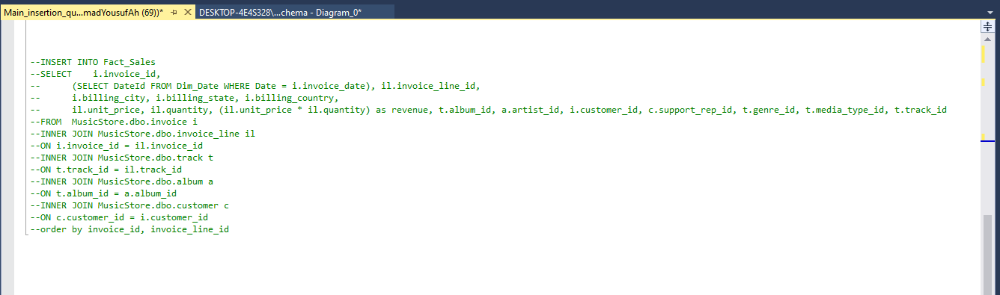 Main_insertion_qu...madYousufAh (69))* DESKTOP-4E4S328\...chema - Diagram_0*
--INSERT INTO Fact_Sales
--SELECT    i.invoice_id,
--      (SELECT DateId FROM Dim_Date WHERE Date = i.invoice_date), il.invoice_line_id,
--      i.billing_city, i.billing_state, i.billing_country,
--      il.unit_price, il.quantity, (il.unit_price * il.quantity) as revenue, t.album_id, a.artist_id, i.customer_id, c.support_rep_id, t.genre_id, t.media_type_id, t.track_id
--FROM  MusicStore.dbo.invoice i
--INNER JOIN MusicStore.dbo.invoice_line il
--ON i.invoice_id = il.invoice_id
--INNER JOIN MusicStore.dbo.track t
--ON t.track_id = il.track_id
--INNER JOIN MusicStore.dbo.album a
--ON t.album_id = a.album_id
--INNER JOIN MusicStore.dbo.customer c
--ON c.customer_id = i.customer_id
--order by invoice_id, invoice_line_id